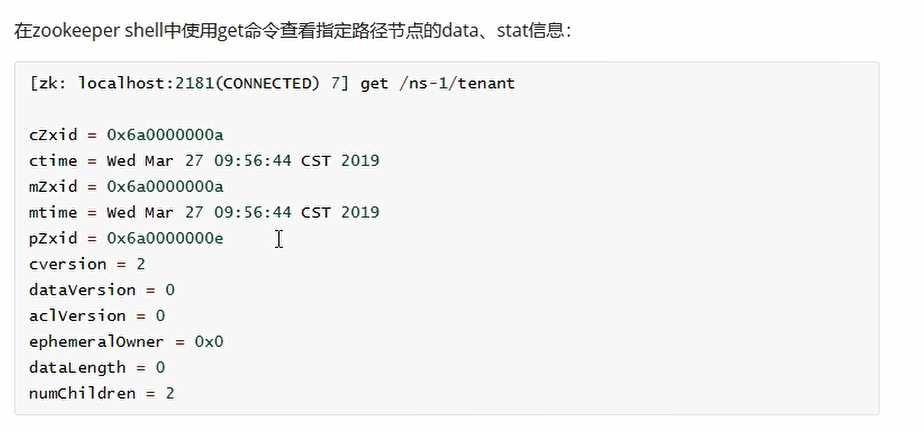 在zookeeper shell中使用get命令查看指定路径节点的data、stat信息：
[zk: localhost:2181(CONNECTED) 7] get /ns-1/tenant
cZxid = 0x6a0000000a
ctime = Wed Mar 27 09:56:44 CST 2019
mZxid = 0x6a0000000a
mtime = Wed Mar 27 09:56:44 CST 2019
pZxid = 0x6a0000000e
cversion = 2
dataVersion = 0
aclVersion = 0
ephemeralOwner = 0x0
dataLength = 0
numChildren = 2